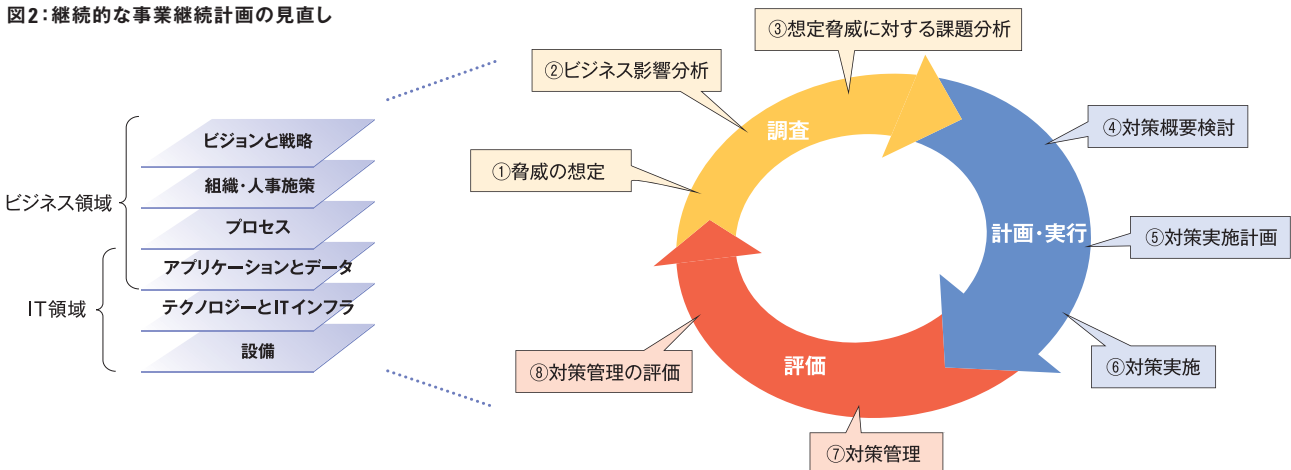 図2：継続的な事業継続計画の見直し
ビジネス領域
IT領域
ビジョンと戦略
組織・人事施策
プロセス
アプリケーションとデータ
テクノロジーとITインフラ
設備
調査
①脅威の想定
②ビジネス影響分析
③想定脅威に対する課題分析
計画・実行
④対策概要検討
⑤対策実施計画
⑥対策実施
評価
⑦対策管理
⑧対策管理の評価